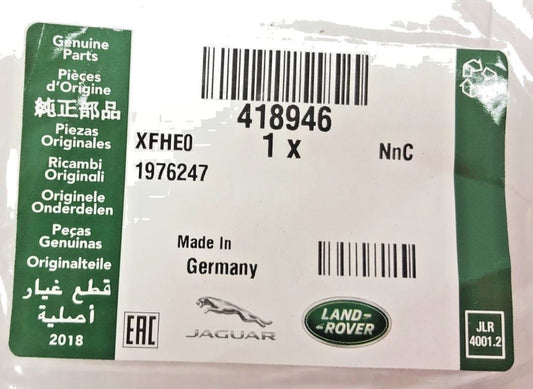 Genuine
Parts
Pièces
d'Origine
純正部品
Piezas
Originales
Ricambi
Originali
Originele
Onderdelen
Peças
Genuínas
Originalteile
قطع غيار
أصلية
2018
418946
XFHE0
1 x
NnC
1976247
Made In
Germany
EAC
JAGUAR
LAND-
-ROVER
JLR
4001.2